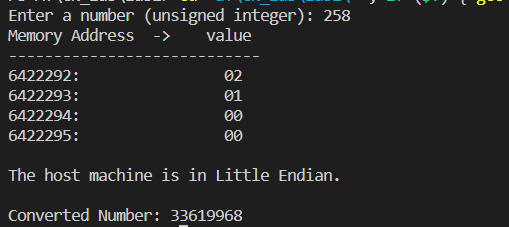 Enter a number (unsigned integer): 258
Memory Address  ->    value
----------------------------
6422292:              02
6422293:              01
6422294:              00
6422295:              00
The host machine is in Little Endian.
Converted Number: 33619968